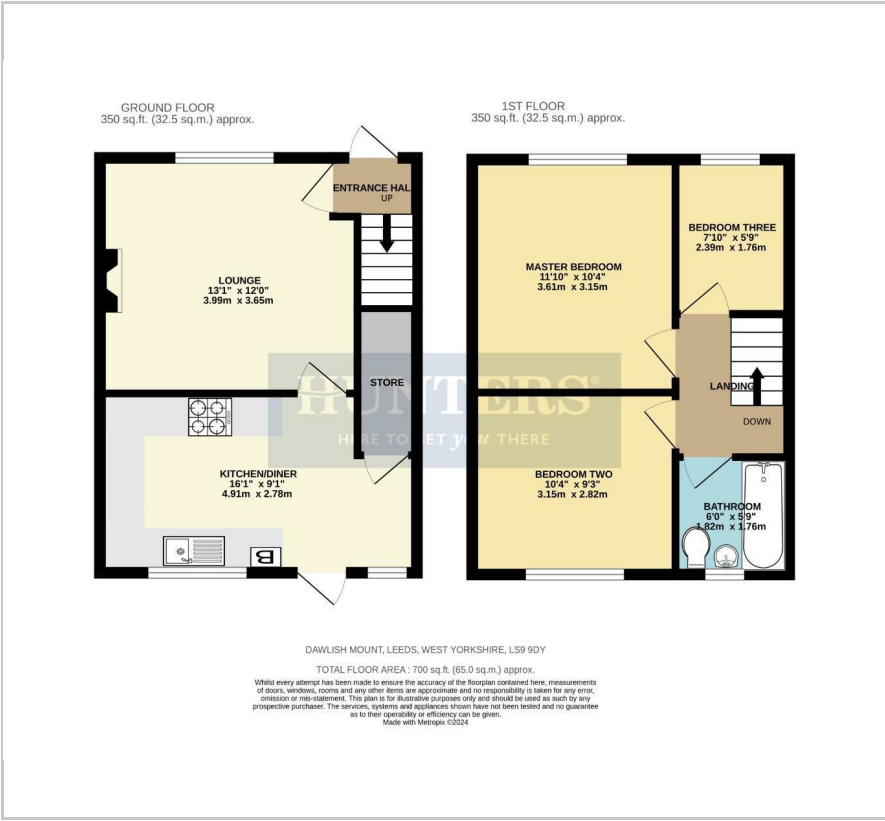 GROUND FLOOR
350 sq.ft. (32.5 sq.m.) approx.
1ST FLOOR
350 sq.ft. (32.5 sq.m.) approx.
ENTRANCE HAL
UP
LOUNGE
13'1" x 12'0"
3.99m x 3.65m
STORE
KITCHEN/DINER
16'1" x 9'1"
4.91m x 2.78m
B
MASTER BEDROOM
11'10" x 10'4"
3.61m x 3.15m
BEDROOM THREE
7'10" x 5'9"
2.39m x 1.76m
LANDING
DOWN
BEDROOM TWO
10'4" x 9'3"
3.15m x 2.82m
BATHROOM
6'0" x 5'9"
1.82m x 1.76m
HUNTERS®
HERE TO GET you THERE
DAWLISH MOUNT, LEEDS, WEST YORKSHIRE, LS9 9DY
TOTAL FLOOR AREA : 700 sq.ft. (65.0 sq.m.) approx.
Whilst every attempt has been made to ensure the accuracy of the floorplan contained here, measurements
of doors, windows, rooms and any other items are approximate and no responsibility is taken for any error,
omission or mis-statement. This plan is for illustrative purposes only and should be used as such by any
prospective purchaser. The services, systems and appliances shown have not been tested and no guarantee
as to their operability or efficiency can be given.
Made with Metropix ©2024